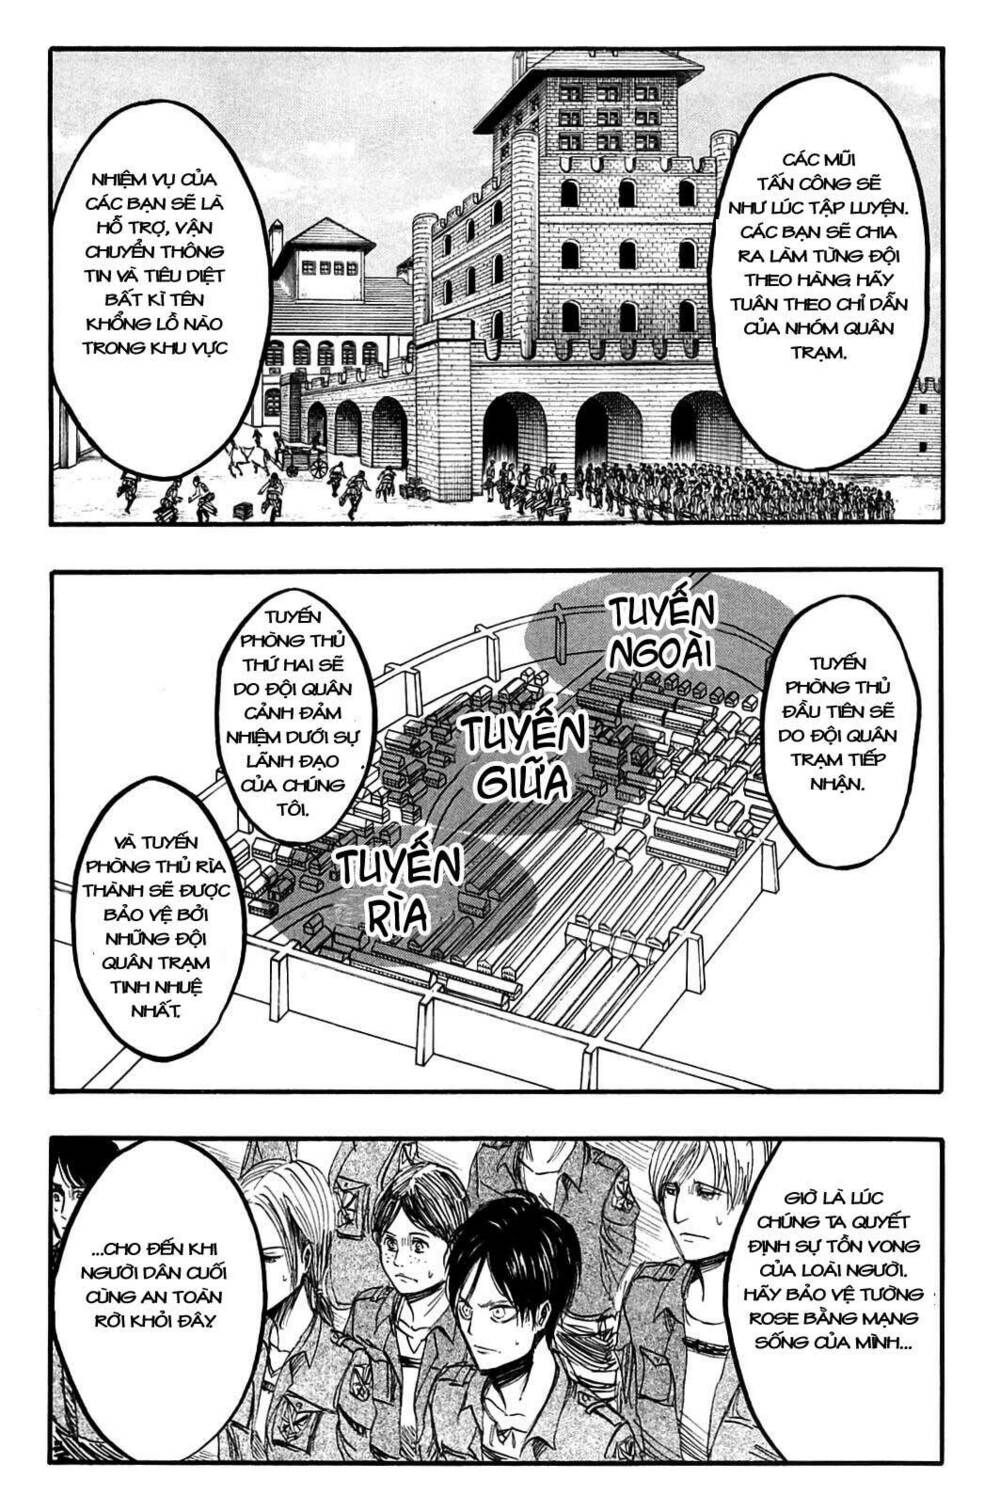 CÁC MŨI
TẤN CÔNG SẼ
NHƯ LÚC TẬP LUYỆN.
CÁC BẠN SẼ CHIA
RA LÀM TỪNG ĐỘI
THEO HÀNG. HÃY
TUÂN THEO CHỈ DẪN
CỦA NHÓM QUÂN
TRẠM.
NHIỆM VỤ CỦA
CÁC BẠN SẼ LÀ
HỖ TRỢ, VẬN
CHUYỂN THÔNG
TIN VÀ TIÊU DIỆT
BẤT KÌ TÊN
KHỔNG LỒ NÀO
TRONG KHU VỰC
TUYẾN
PHÒNG THỦ
ĐẦU TIÊN SẼ
DO ĐỘI QUÂN
TRẠM TIẾP
NHẬN.
TUYẾN
NGOÀI
TUYẾN
PHÒNG THỦ
THỨ HAI SẼ
DO ĐỘI QUÂN
CẢNH ĐẢM
NHIỆM DƯỚI SỰ
LÃNH ĐẠO
CỦA CHÚNG
TÔI.
TUYẾN
GIỮA
VÀ TUYẾN
PHÒNG THỦ RÌA
THÀNH SẼ ĐƯỢC
BẢO VỆ BỞI
NHỮNG ĐỘI
QUÂN TRẠM
TINH NHUỆ
NHẤT.
TUYẾN
RÌA
GIỜ LÀ LÚC
CHÚNG TA QUYẾT
ĐỊNH SỰ TỒN VONG
CỦA LOÀI NGƯỜI.
HÃY BẢO VỆ TƯỜNG
ROSE BẰNG MẠNG
SỐNG CỦA MÌNH...
...CHO ĐẾN KHI
NGƯỜI DÂN CUỐI
CÙNG AN TOÀN
RỜI KHỎI ĐÂY.